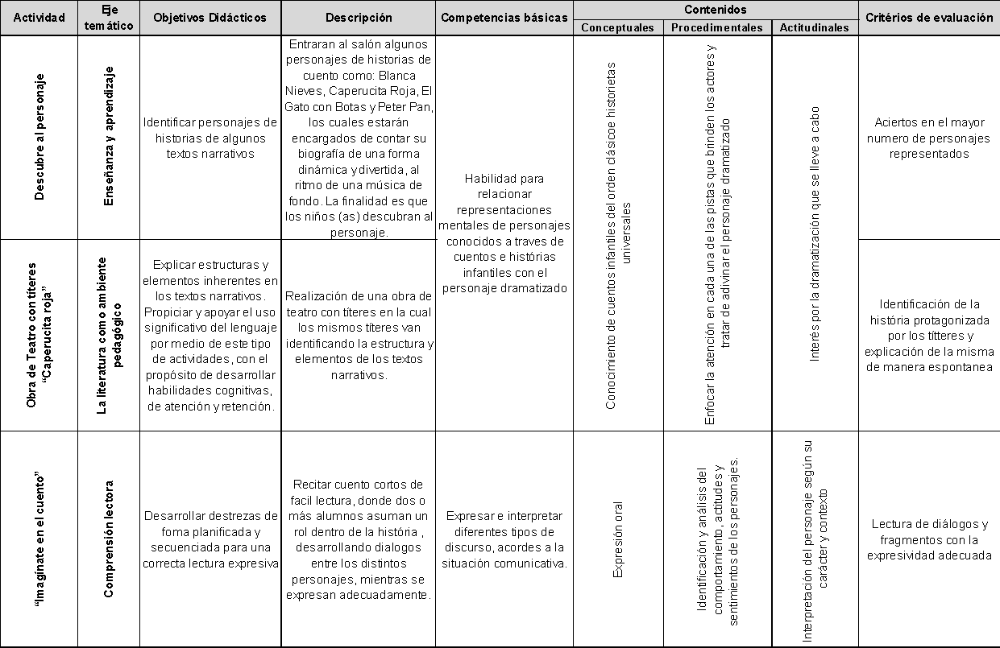 Actividad
Eje
temático
Objetivos Didácticos
Descripción
Competencias básicas
Contenidos
Critérios de evaluación
Conceptuales
Procedimentales
Actitudinales
Descubre al personaje
Enseñanza y aprendizaje
Identificar personajes de
historias de algunos
textos narrativos
Entraran al salón algunos
personajes de historias de
cuento como: Blanca
Nieves, Caperucita Roja, El
Gato con Botas y Peter Pan,
los cuales estarán
encargados de contar su
biografía de una forma
dinámica y divertida, al
ritmo de una música de
fondo. La finalidad es que
los niños (as) descubran al
personaje.
Habilidad para
relacionar
representaciones
mentales de personajes
conocidos a traves de
cuentos e histórias
infantiles con el
personaje dramatizado
Conocimiento de cuentos infantiles del orden clásicoe historietas
universales
Enfocar la atención en cada una de las pistas que brinden los actores y
tratar de adivinar el personaje dramatizado
Interés por la dramatización que se lleve a cabo
Aciertos en el mayor
numero de personajes
representados
Obra de Teatro con títeres
“Caperucita roja”
La literatura como ambiente
pedagógico
Explicar estructuras y
elementos inherentes en
los textos narrativos.
Propiciar y apoyar el uso
significativo del lenguaje
por medio de este tipo
de actividades, con el
propósito de desarrollar
habilidades cognitivas,
de atención y retención.
Realización de una obra de
teatro con títeres en la cual
los mismos títeres van
identificando la estructura y
elementos de los textos
narrativos.
Identificación de la
história protagonizada
por los títteres y
explicación de la misma
de manera espontanea
“Imagínate en el cuento”
Comprensión lectora
Desarrollar destrezas de
foma planificada y
secuenciada para una
correcta lectura expresiva
Recitar cuento cortos de
facil lectura, donde dos o
más alumnos asuman un
rol dentro de la história ,
desarrollando dialogos
entre los distintos
personajes, mientras se
expresan adecuadamente.
Expresar e interpretar
diferentes tipos de
discurso, acordes a la
situación comunicativa.
Expresión oral
Identificación y análisis del
comportamiento, actitudes y
sentimientos de los personajes.
Interpretación del personaje según su
carácter y contexto
Lectura de diálogos y
fragmentos con la
expresividad adecuada